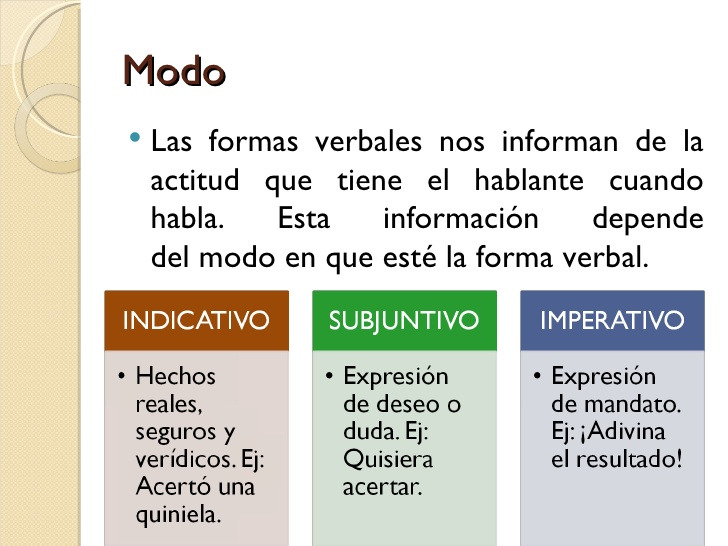 Modo
• Las formas verbales nos informan de la
actitud que tiene el hablante cuando
habla. Esta información depende
del modo en que esté la forma verbal.
INDICATIVO
• Hechos
reales,
seguros y
verídicos. Ej:
Acertó una
quiniela.
SUBJUNTIVO
• Expresión
de deseo o
duda. Ej:
Quisiera
acertar.
IMPERATIVO
• Expresión
de mandato.
Ej: ¡Adivina
el resultado!